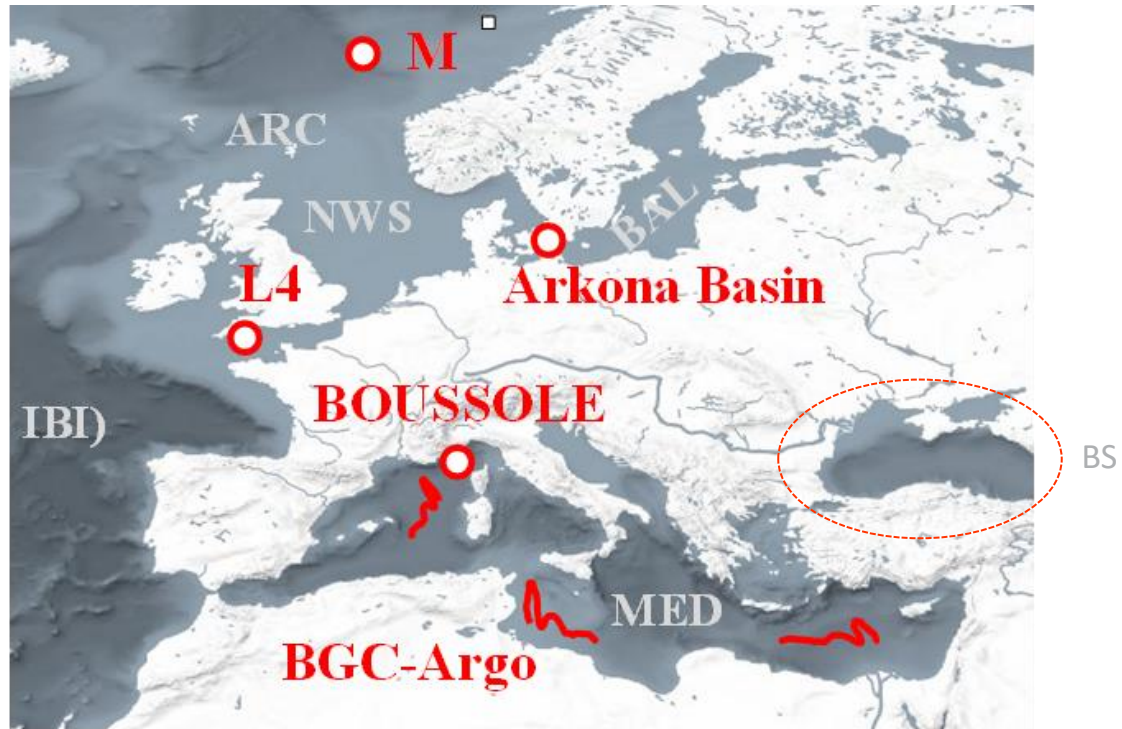 M
ARC
NWS
BAL
L4
Arkona Basin
BOUSSOLE
IBI)
BS
MED
BGC-Argo